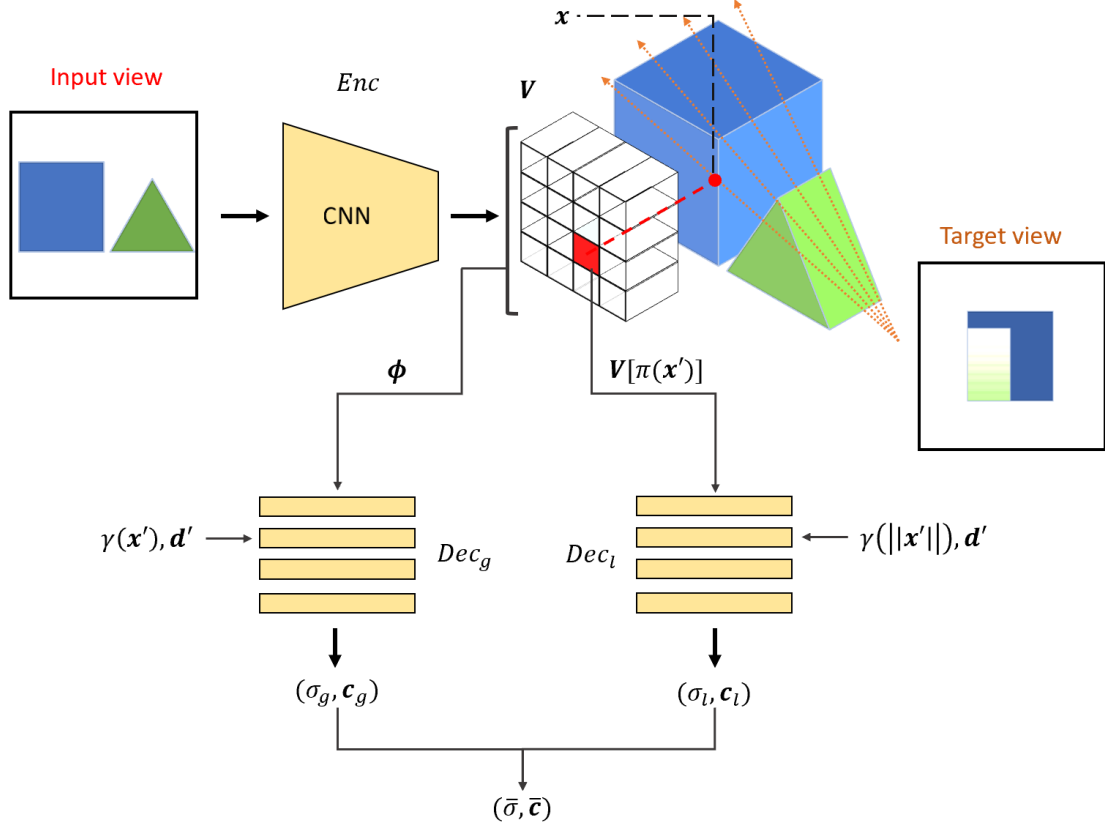 x
Input view
Enc
V
CNN
Target view
ϕ
V[π(x′)]
γ(x′), d′
Dec_g
Dec_l
γ(||x′||), d′
(σ_g, c_g)
(σ_l, c_l)
(σ̄, c̄)